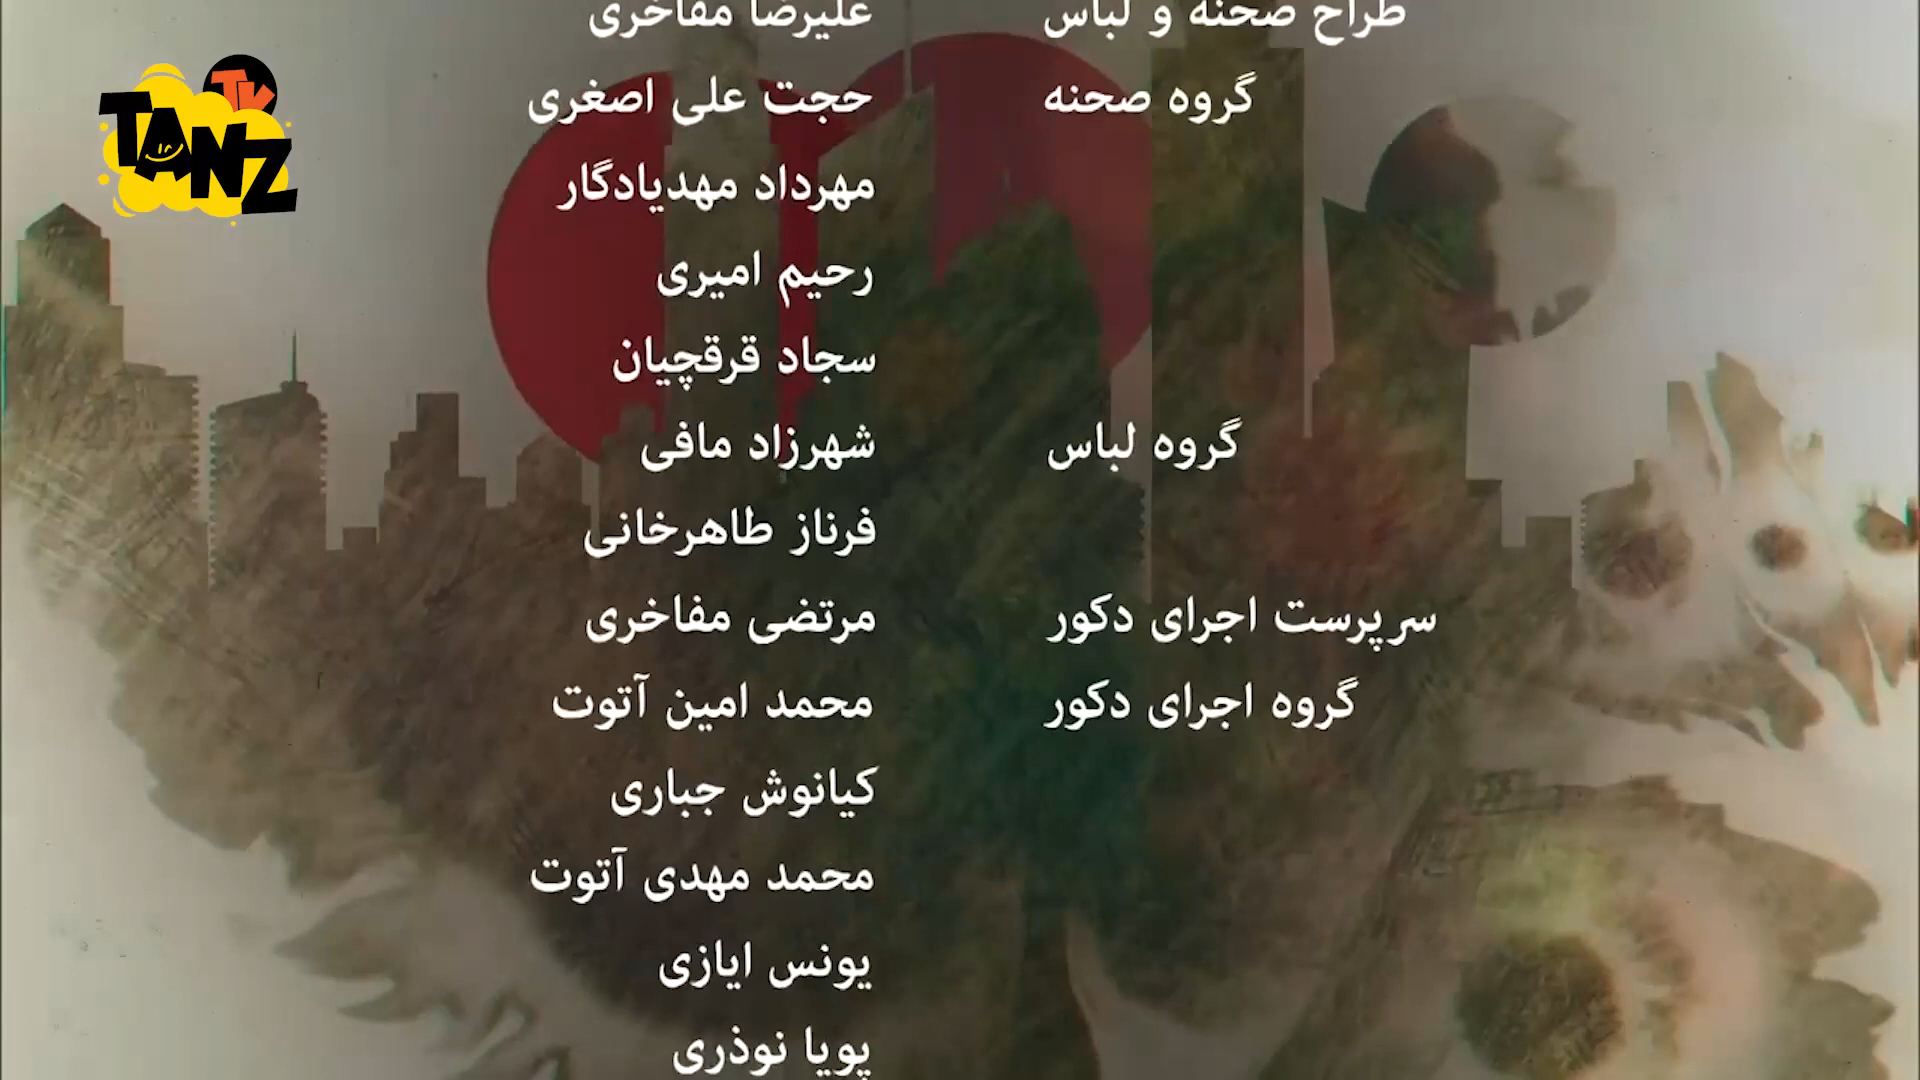 TANZ TV
طراح صحنه و لباس علیرضا مفاخری
گروه صحنه حجت علی اصغری
مهرداد مهدیادگار
رحیم امیری
سجاد قرقچیان
گروه لباس شهرزاد مافی
فرناز طاهرخانی
سرپرست اجرای دکور مرتضی مفاخری
گروه اجرای دکور محمد امین آتوت
کیانوش جباری
محمد مهدی آتوت
یونس ایازی
پویا نوذری